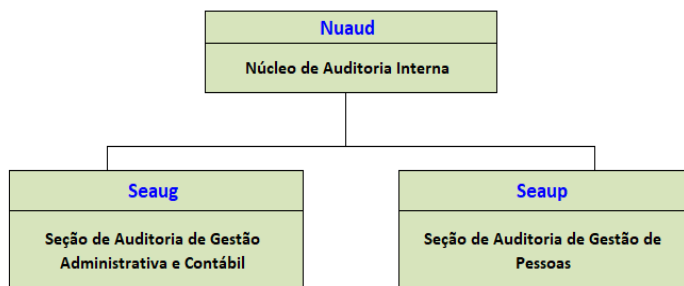 Nuaud
Núcleo de Auditoria Interna
Seaug
Seção de Auditoria de Gestão
Administrativa e Contábil
Seaup
Seção de Auditoria de Gestão de
Pessoas